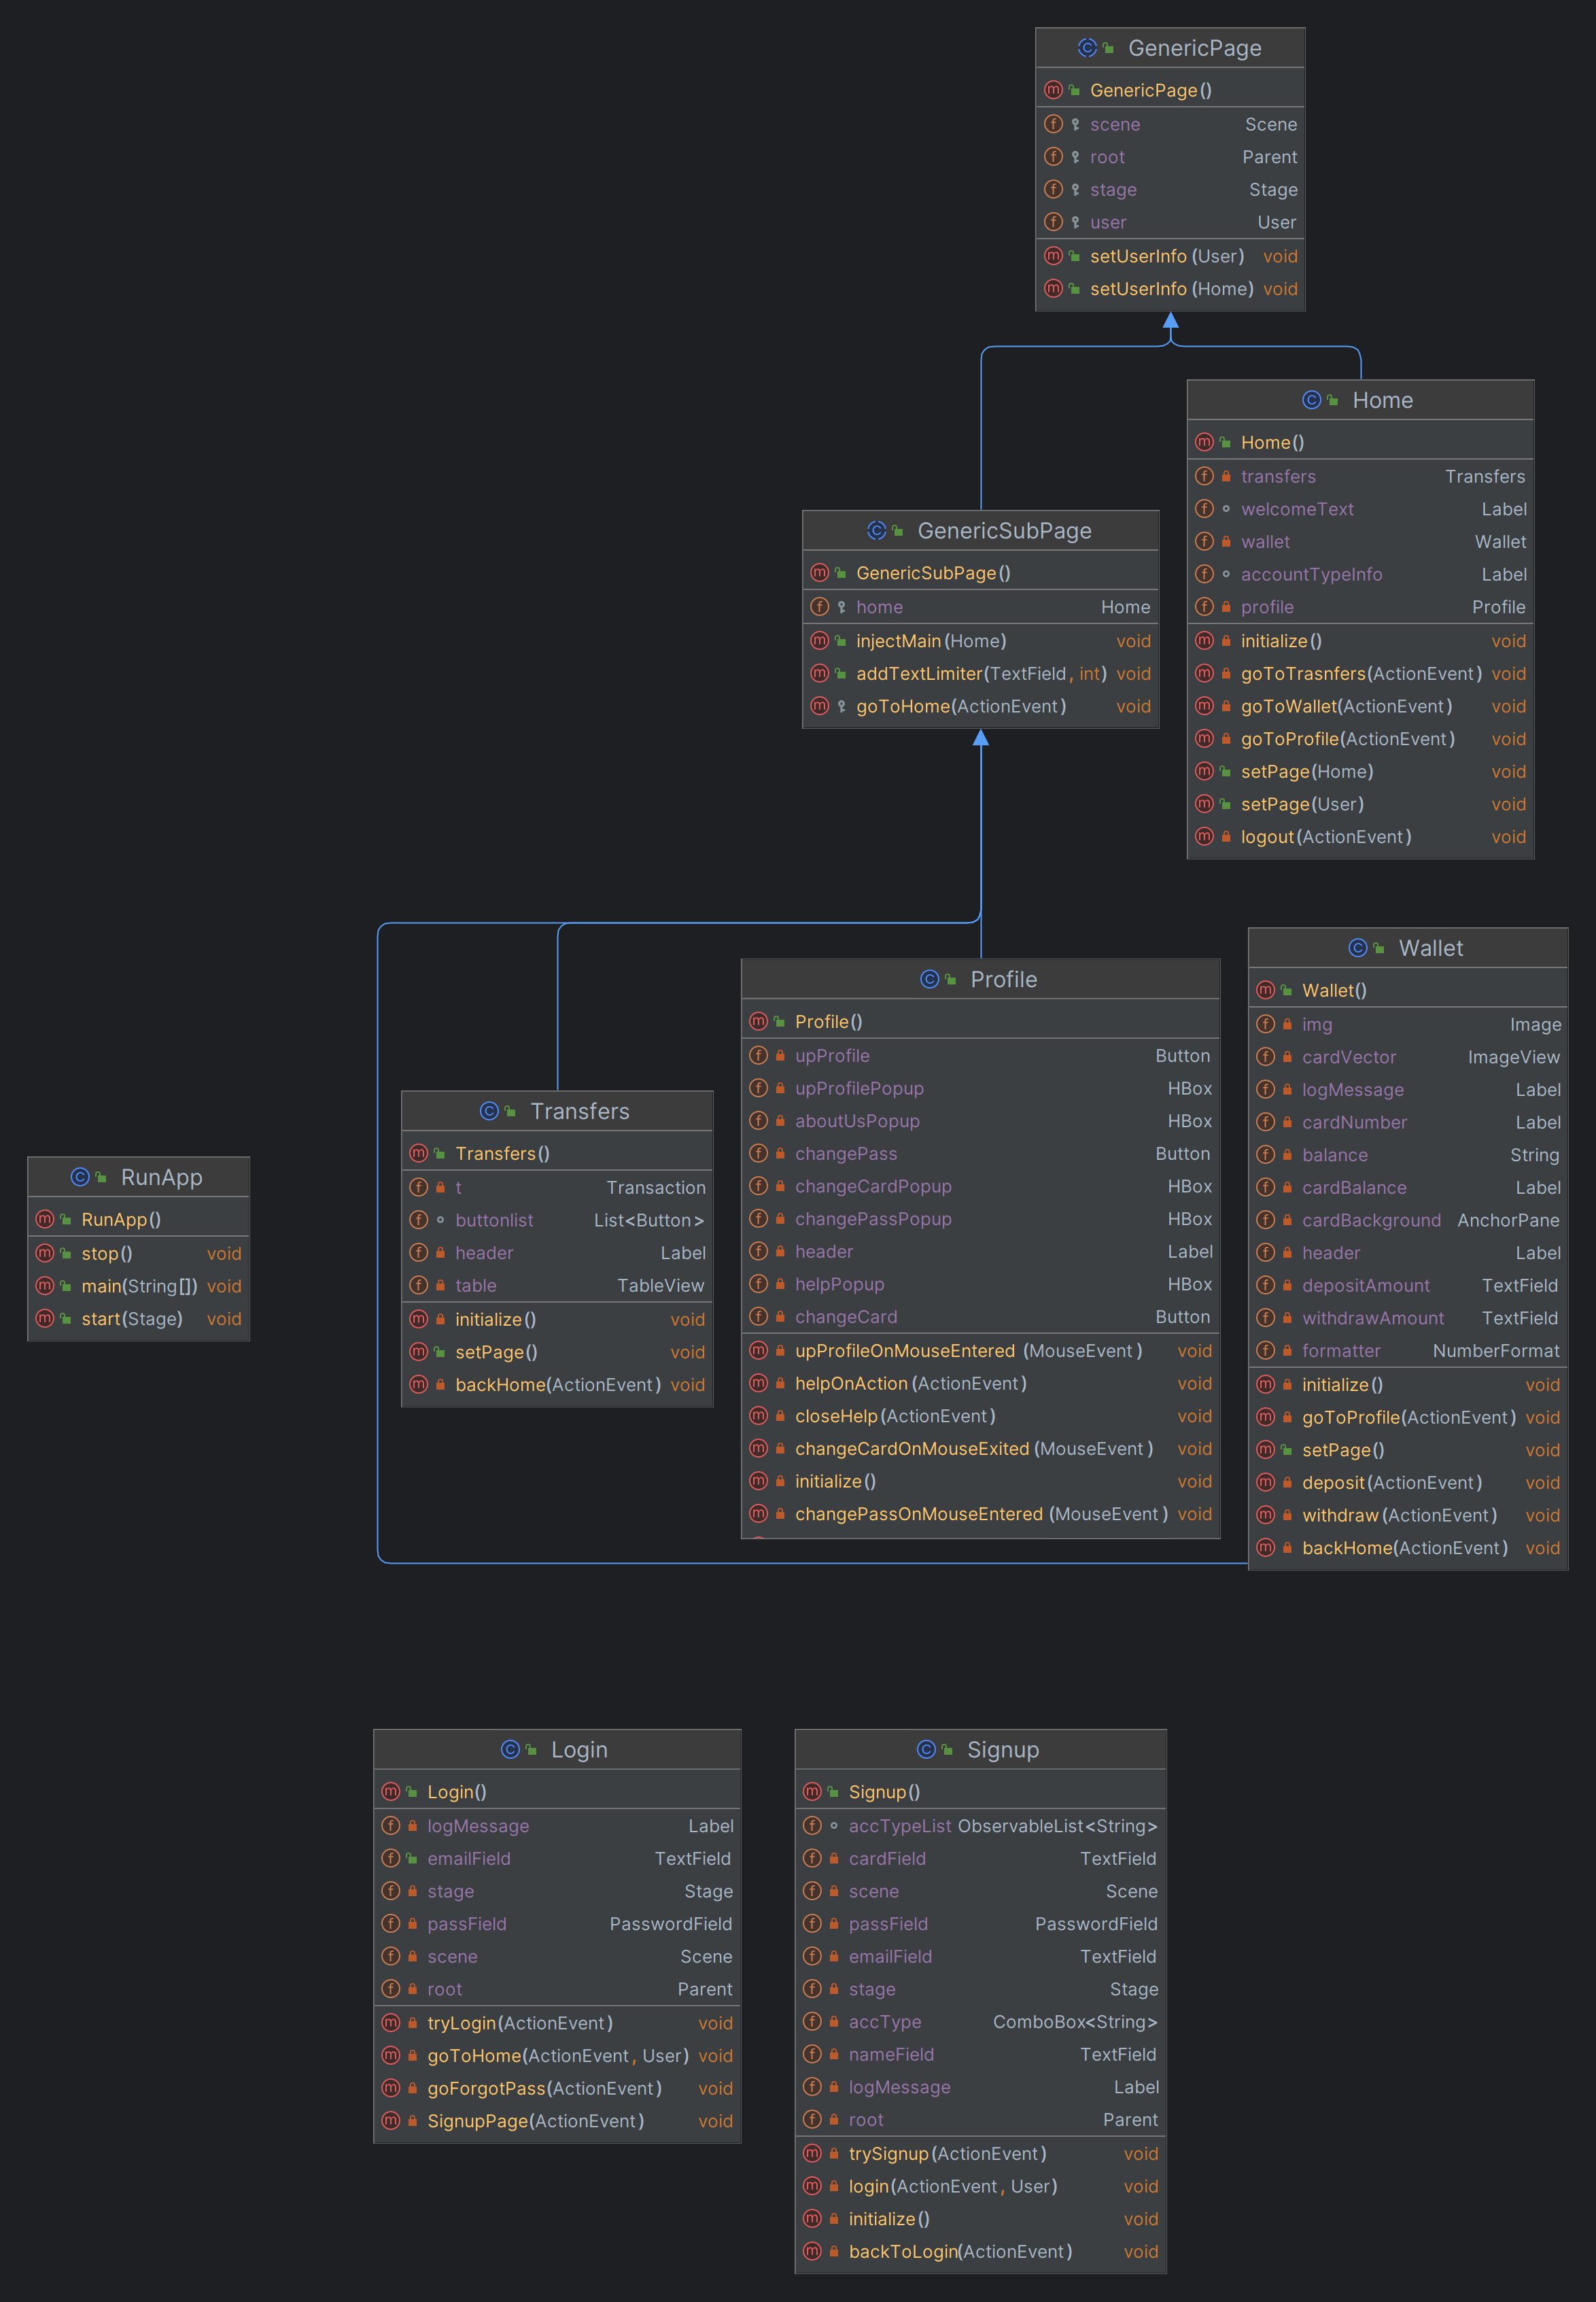 GenericPage
GenericPage()
scene Scene
root Parent
stage Stage
user User
setUserInfo(User) void
setUserInfo(Home) void
Home
Home()
transfers Transfers
welcomeText Label
wallet Wallet
accountTypeInfo Label
profile Profile
initialize() void
goToTrasnfers(ActionEvent) void
goToWallet(ActionEvent) void
goToProfile(ActionEvent) void
setPage(Home) void
setPage(User) void
logout(ActionEvent) void
GenericSubPage
GenericSubPage()
home Home
injectMain(Home) void
addTextLimiter(TextField, int) void
goToHome(ActionEvent) void
Wallet
Wallet()
img Image
cardVector ImageView
logMessage Label
cardNumber Label
balance String
cardBalance Label
cardBackground AnchorPane
header Label
depositAmount TextField
withdrawAmount TextField
formatter NumberFormat
initialize() void
goToProfile(ActionEvent) void
setPage() void
deposit(ActionEvent) void
withdraw(ActionEvent) void
backHome(ActionEvent) void
Profile
Profile()
upProfile Button
upProfilePopup HBox
aboutUsPopup HBox
changePass Button
changeCardPopup HBox
changePassPopup HBox
header Label
helpPopup HBox
changeCard Button
upProfileOnMouseEntered(MouseEvent) void
helpOnAction(ActionEvent) void
closeHelp(ActionEvent) void
changeCardOnMouseExited(MouseEvent) void
initialize() void
changePassOnMouseEntered(MouseEvent) void
Transfers
Transfers()
t Transaction
buttonlist List<Button>
header Label
table TableView
initialize() void
setPage() void
backHome(ActionEvent) void
RunApp
RunApp()
stop() void
main(String[]) void
start(Stage) void
Login
Login()
logMessage Label
emailField TextField
stage Stage
passField PasswordField
scene Scene
root Parent
tryLogin(ActionEvent) void
goToHome(ActionEvent, User) void
goForgotPass(ActionEvent) void
SignupPage(ActionEvent) void
Signup
Signup()
accTypeList ObservableList<String>
cardField TextField
scene Scene
passField PasswordField
emailField TextField
stage Stage
accType ComboBox<String>
nameField TextField
logMessage Label
root Parent
trySignup(ActionEvent) void
login(ActionEvent, User) void
initialize() void
backToLogin(ActionEvent) void